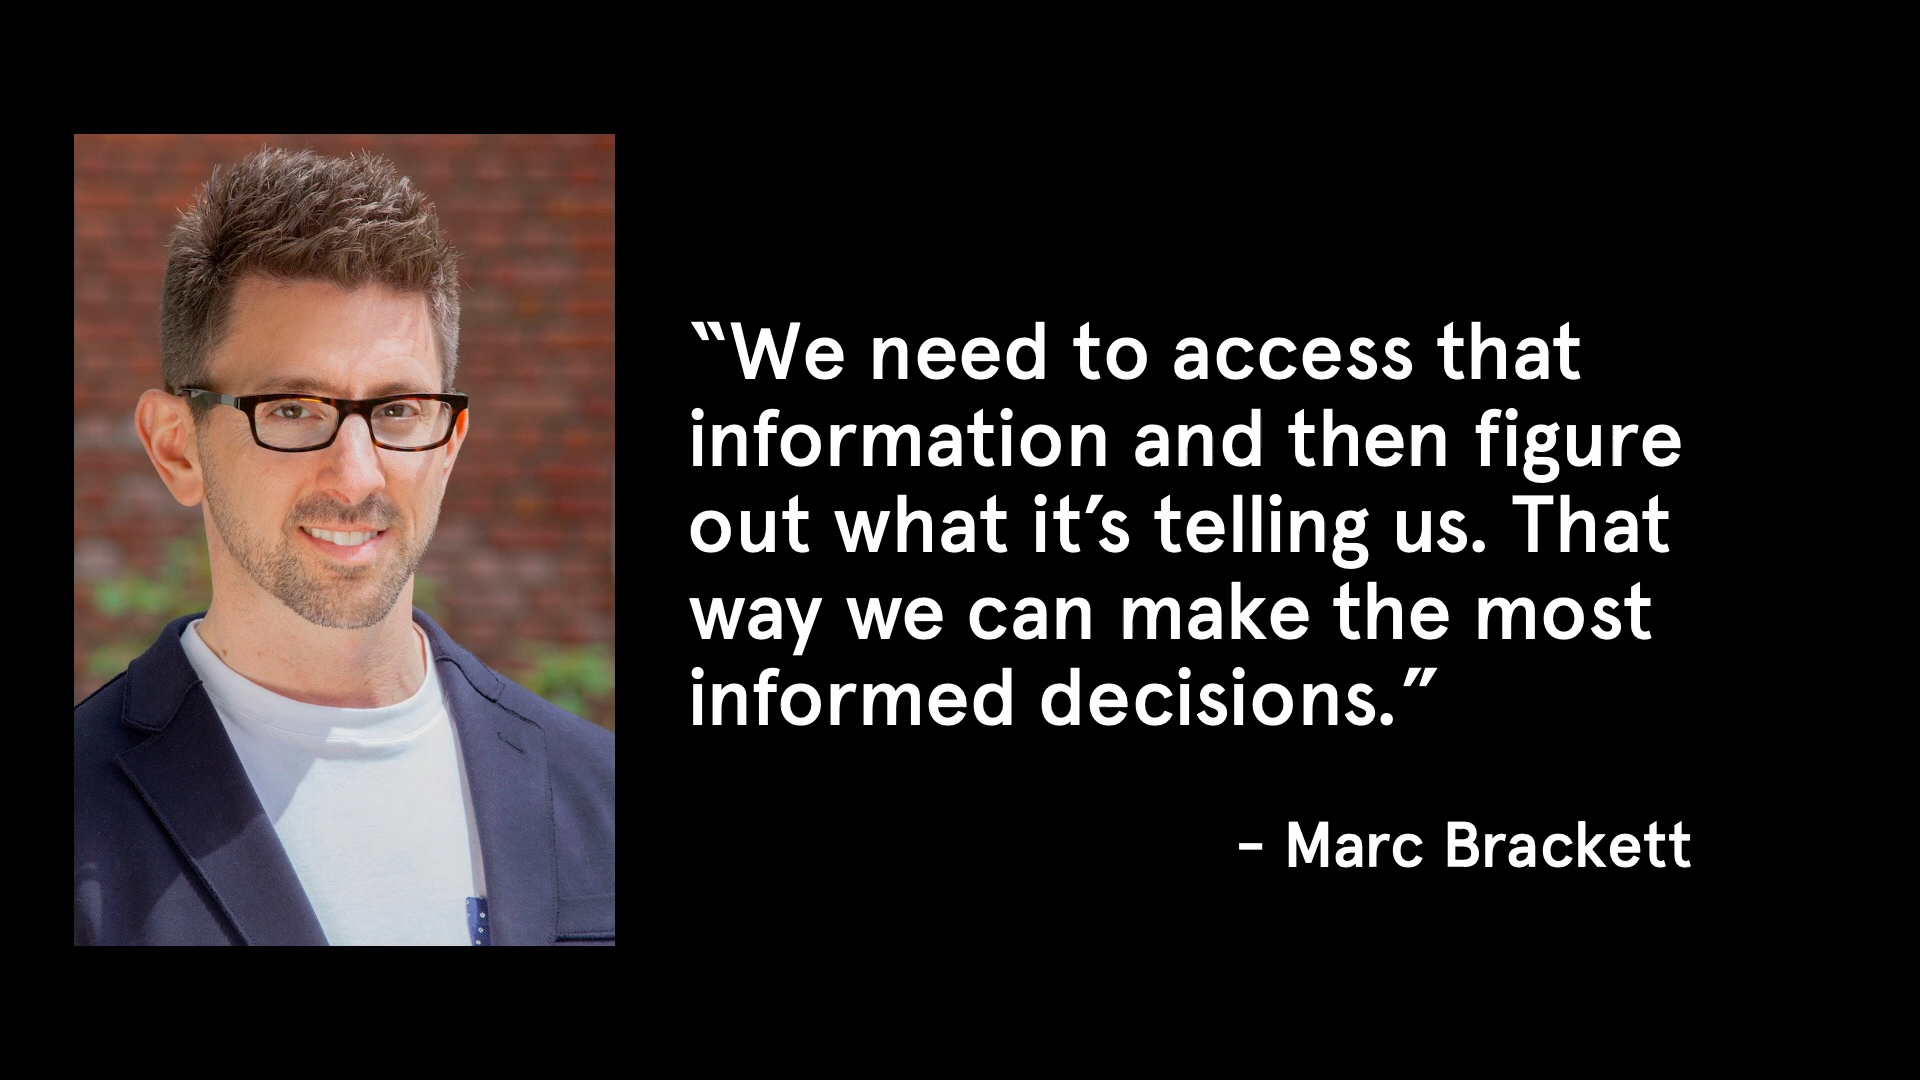 “We need to access that
information and then figure
out what it’s telling us. That
way we can make the most
informed decisions.”
- Marc Brackett